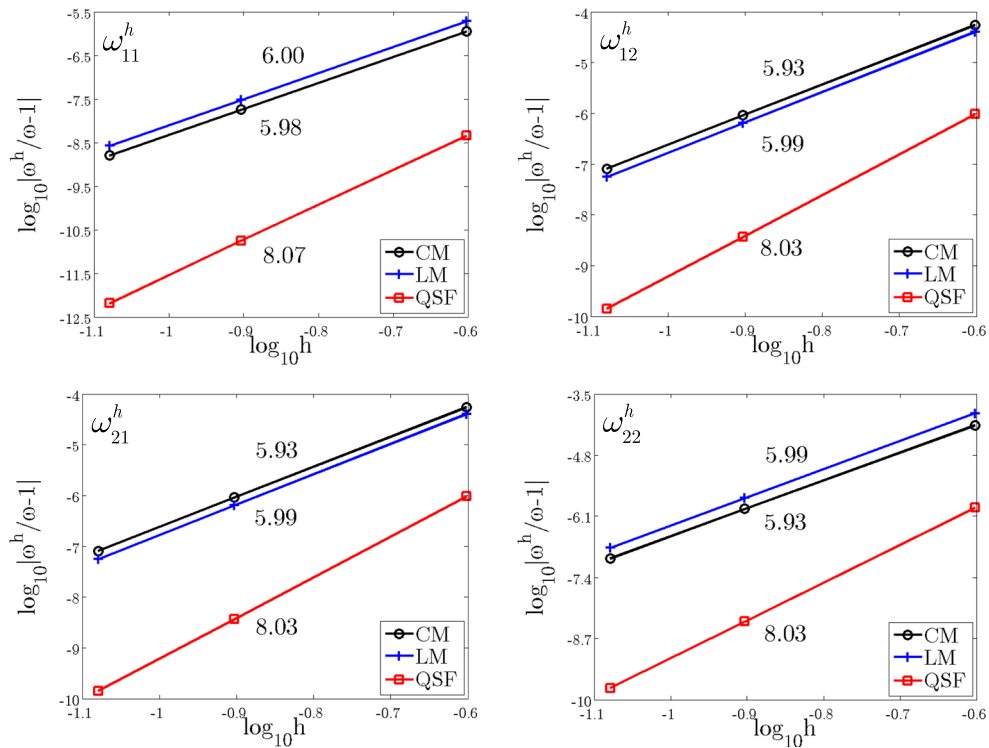 ω11^h
log10|ω^h/ω-1|
-5.5
-6.5
-7.5
-8.5
-9.5
-10.5
-11.5
-12.5
6.00
5.98
8.07
CM
LM
QSF
-1.1 -1 -0.9 -0.8 -0.7 -0.6
log10h
ω12^h
log10|ω^h/ω-1|
-4
-5
-6
-7
-8
-9
-10
5.93
5.99
8.03
CM
LM
QSF
-1.1 -1 -0.9 -0.8 -0.7 -0.6
log10h
ω21^h
log10|ω^h/ω-1|
-4
-5
-6
-7
-8
-9
-10
5.93
5.99
8.03
CM
LM
QSF
-1.1 -1 -0.9 -0.8 -0.7 -0.6
log10h
ω22^h
log10|ω^h/ω-1|
-3.5
-4.8
-6.1
-7.4
-8.7
-10
5.99
5.93
8.03
CM
LM
QSF
-1.1 -1 -0.9 -0.8 -0.7 -0.6
log10h